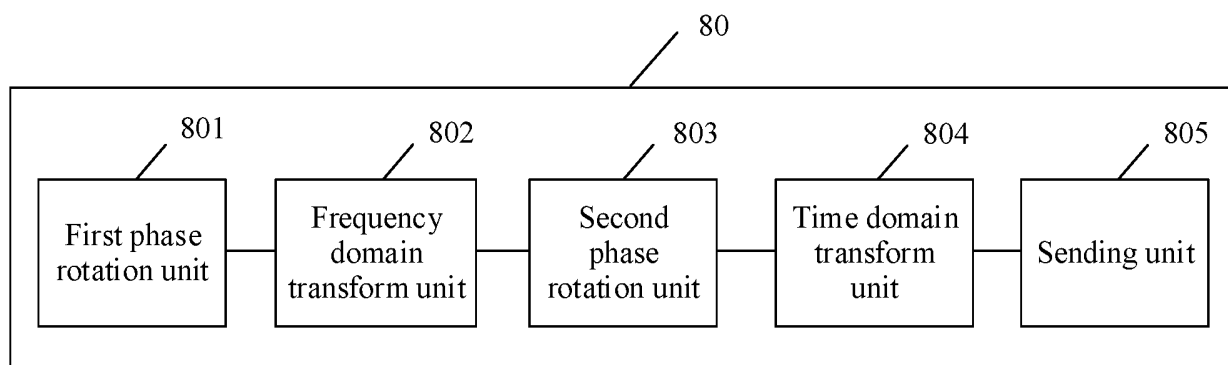 80
801
802
803
804
805
First phase
rotation unit
Frequency
domain
transform unit
Second
phase
rotation unit
Time domain
transform
unit
Sending unit